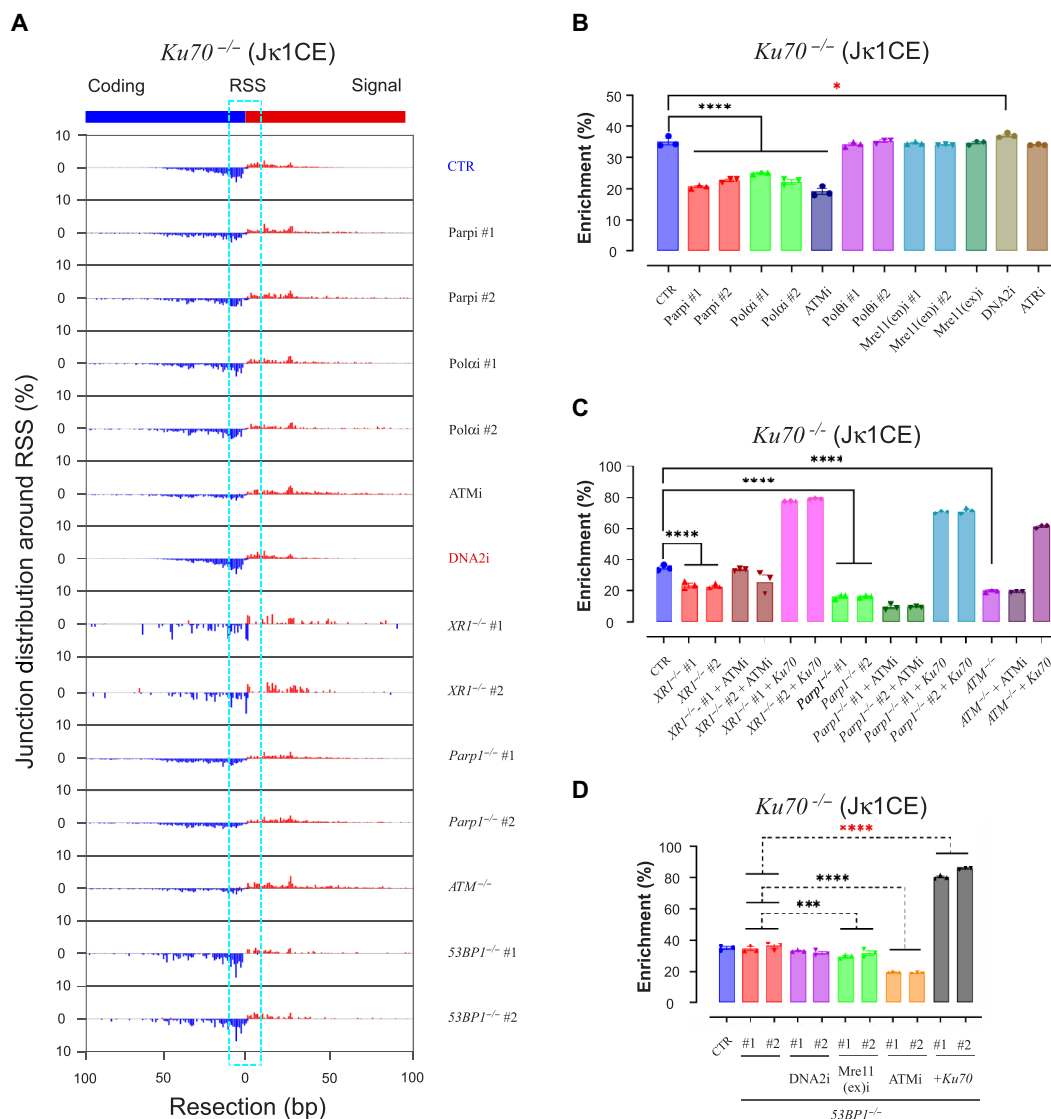 A
Ku70 –/– (Jκ1CE)
Coding RSS Signal
Junction distribution around RSS (%)
10
0 CTR
10
0 Parpi #1
10
0 Parpi #2
10
0 Polαi #1
10
0 Polαi #2
10
0 ATMi
10
0 DNA2i
10
0 XR1–/– #1
10
0 XR1–/– #2
10
0 Parp1–/– #1
10
0 Parp1–/– #2
10
0 ATM–/–
10
0 53BP1–/– #1
10
0 53BP1–/– #2
10
100 50 0 50 100
Resection (bp)
B
Ku70 –/– (Jκ1CE)
*
****
Enrichment (%)
50
40
30
20
10
0
CTR
Parpi #1
Parpi #2
Polαi #1
Polαi #2
ATMi
Polθi #1
Polθi #2
Mre11(en)i #1
Mre11(en)i #2
Mre11(ex)i
DNA2i
ATRi
C
Ku70 –/– (Jκ1CE)
****
****
****
Enrichment (%)
100
80
60
40
20
0
CTR
XR1–/– #1
XR1–/– #2
XR1–/– #1 + ATMi
XR1–/– #2 + ATMi
XR1–/– #1 + Ku70
XR1–/– #2 + Ku70
Parp1–/– #1
Parp1–/– #2
Parp1–/– #1 + ATMi
Parp1–/– #2 + ATMi
Parp1–/– #1 + Ku70
Parp1–/– #2 + Ku70
ATM–/–
ATM–/– + ATMi
ATM–/– + Ku70
D
Ku70 –/– (Jκ1CE)
****
****
***
Enrichment (%)
100
80
60
40
20
0
CTR
#1 #2 #1 #2 #1 #2 #1 #2 #1 #2
DNA2i Mre11 (ex)i ATMi +Ku70
53BP1–/–